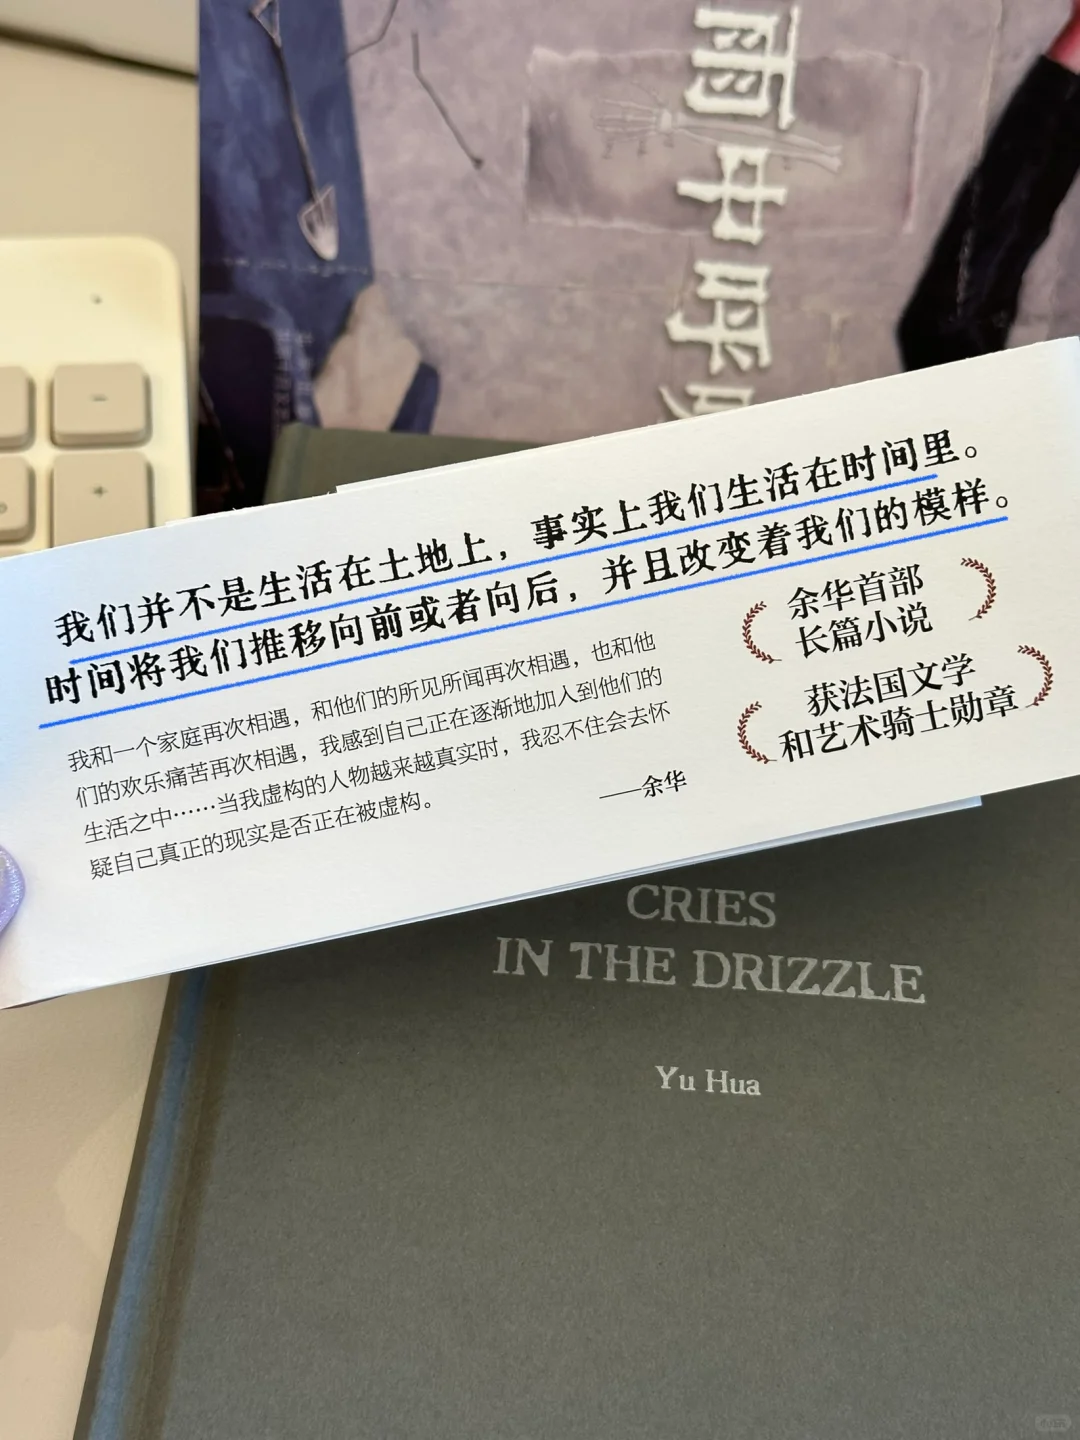 雨中呼
我们并不是生活在土地上，事实上我们生活在时间里。
时间将我们推移向前或者向后，并且改变着我们的模样。
我和一个家庭再次相遇，和他们的所见所闻再次相遇，也和他
们的欢乐痛苦再次相遇，我感到自己正在逐渐地加入到他们的
生活之中……当我虚构的人物越来越真实时，我忍不住会去怀
疑自己真正的现实是否正在被虚构。
——余华
余华首部
长篇小说
获法国文学
和艺术骑士勋章
CRIES
IN THE DRIZZLE
Yu Hua